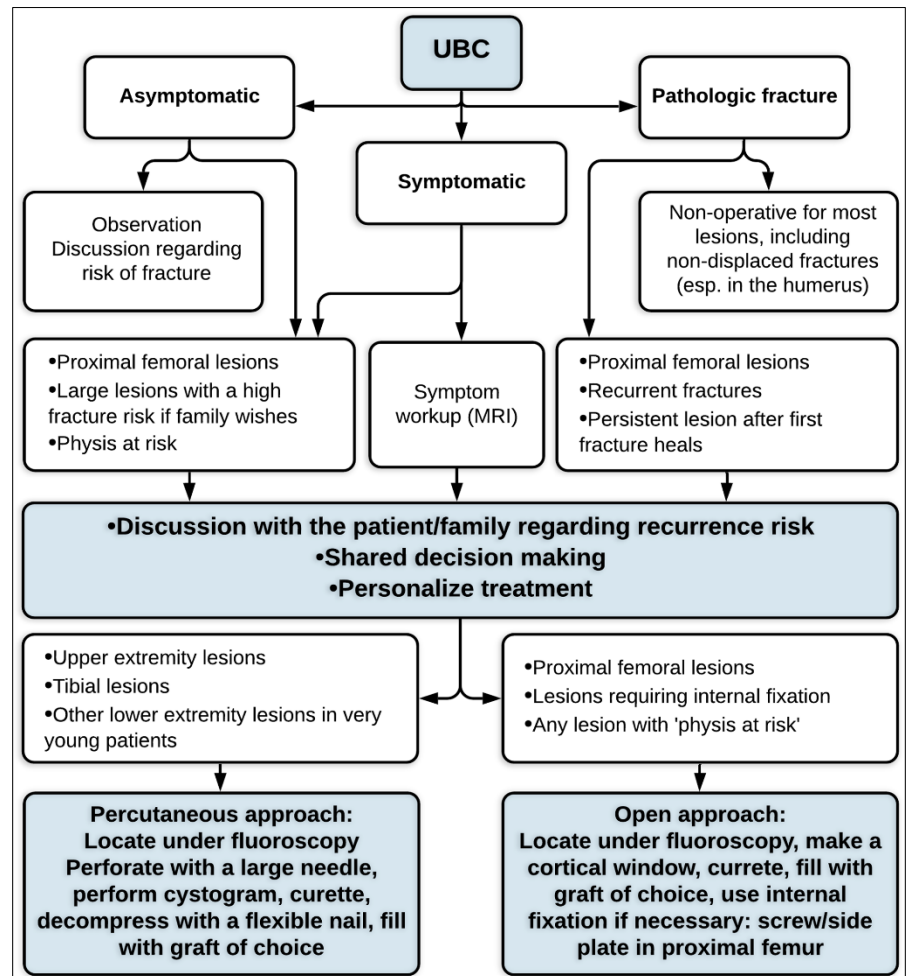 UBC
Asymptomatic
Pathologic fracture
Symptomatic
Observation
Discussion regarding
risk of fracture
Non-operative for most
lesions, including
non-displaced fractures
(esp. in the humerus)
•Proximal femoral lesions
•Large lesions with a high
fracture risk if family wishes
•Physis at risk
Symptom
workup (MRI)
•Proximal femoral lesions
•Recurrent fractures
•Persistent lesion after first
fracture heals
•Discussion with the patient/family regarding recurrence risk
•Shared decision making
•Personalize treatment
•Upper extremity lesions
•Tibial lesions
•Other lower extremity lesions in very
young patients
•Proximal femoral lesions
•Lesions requiring internal fixation
•Any lesion with 'physis at risk'
Percutaneous approach:
Locate under fluoroscopy
Perforate with a large needle,
perform cystogram, curette,
decompress with a flexible nail, fill
with graft of choice
Open approach:
Locate under fluoroscopy, make a
cortical window, currete, fill with
graft of choice, use internal
fixation if necessary: screw/side
plate in proximal femur